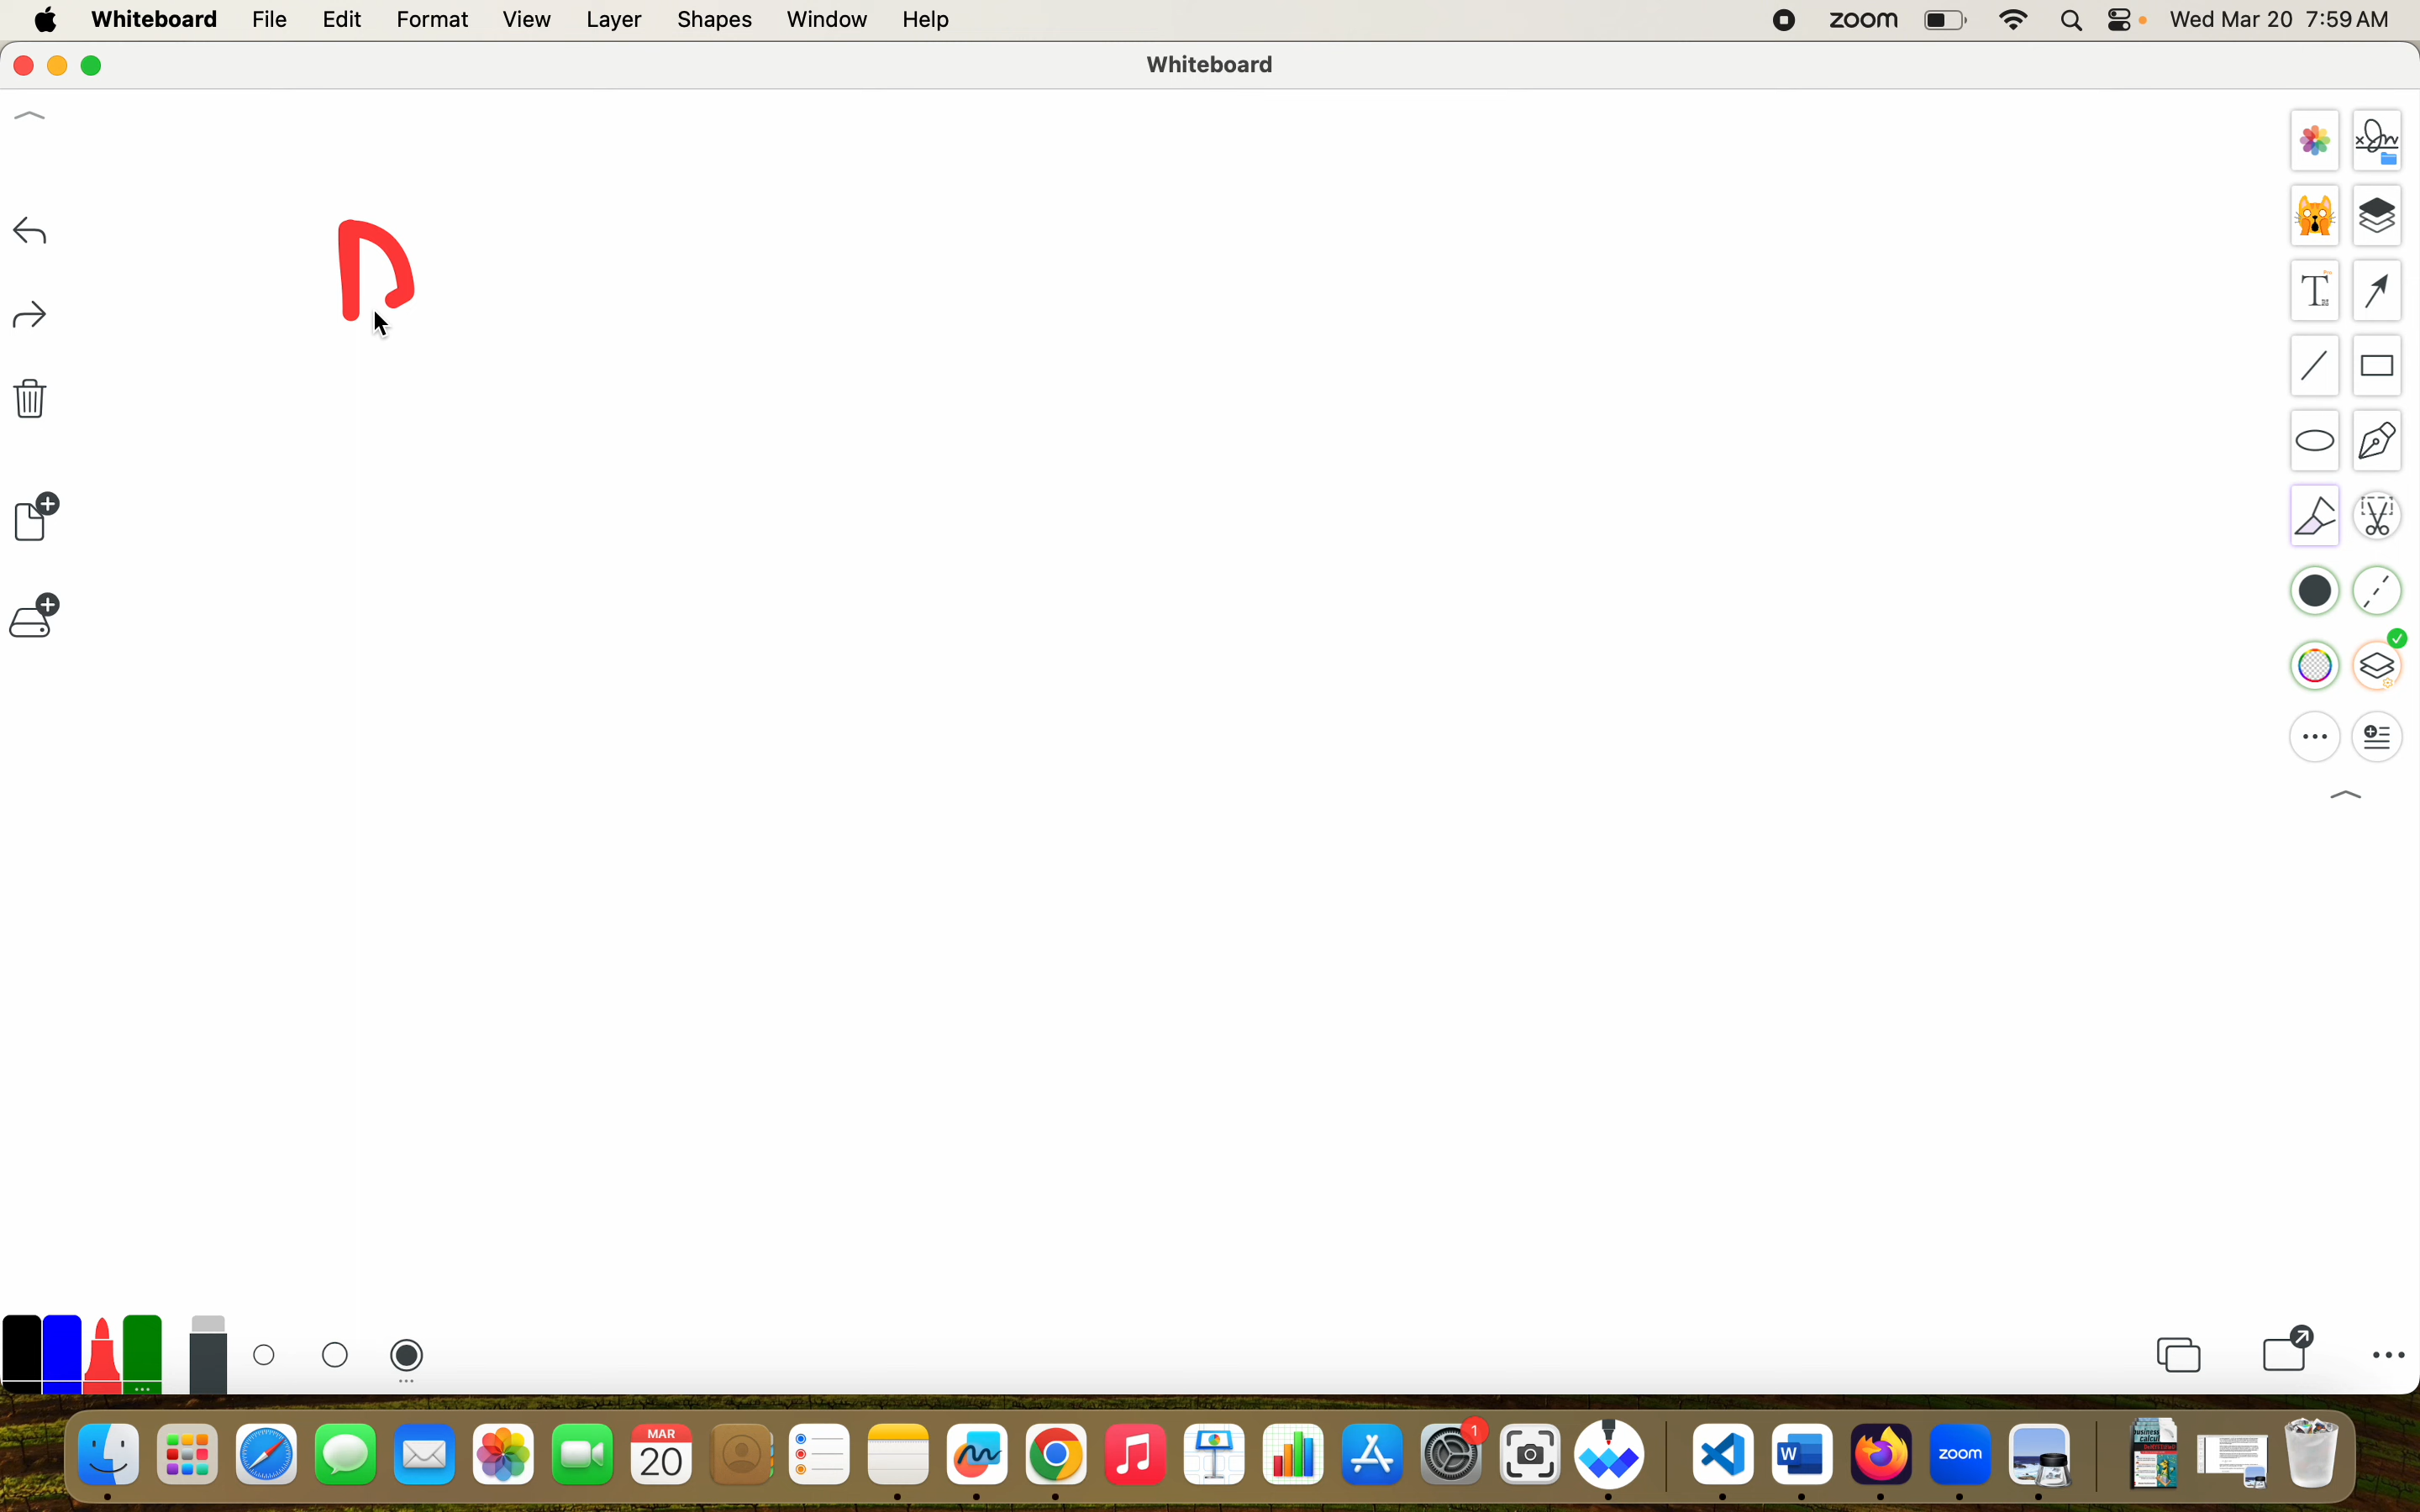 Whiteboard File Edit Format View Layer Shapes Window Help zoom Wed Mar 20 7:59 AM
Whiteboard
D
T
MAR
20
1
W
zoom